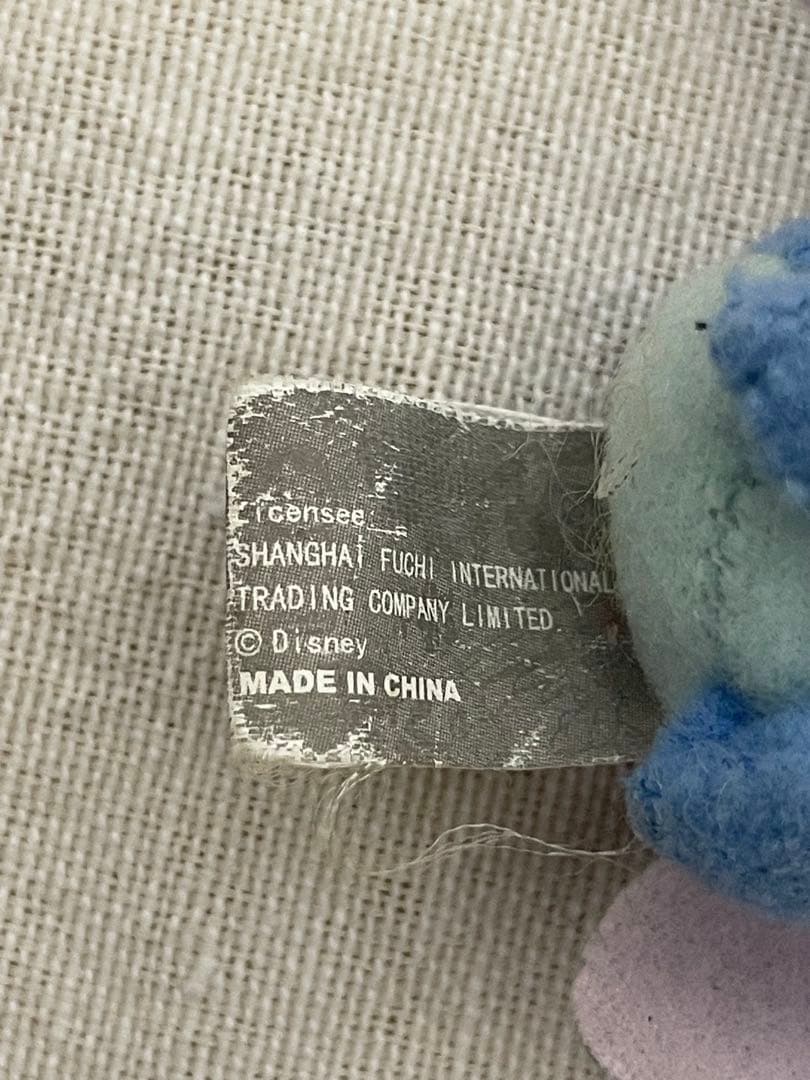 Licensee:
SHANGHAI FUCHI INTERNATIONAL
TRADING COMPANY LIMITED
© Disney
MADE IN CHINA